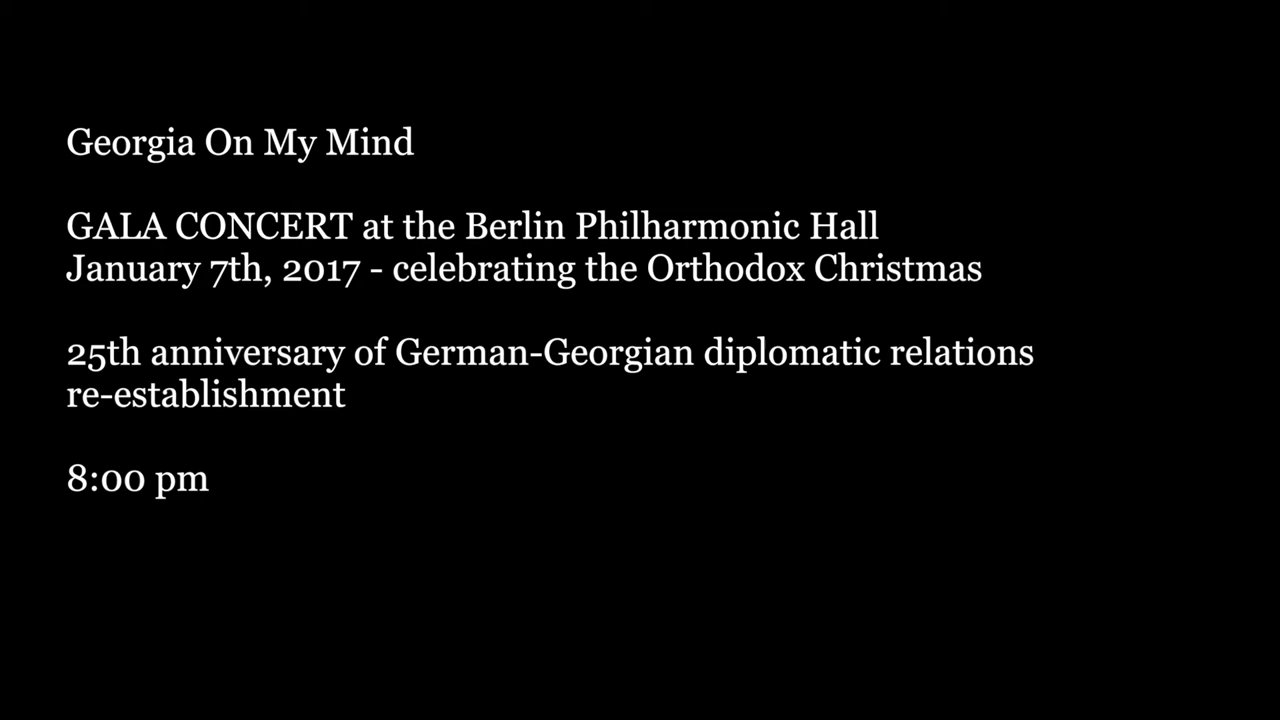 Georgia On My Mind
GALA CONCERT at the Berlin Philharmonic Hall
January 7th, 2017 - celebrating the Orthodox Christmas
25th anniversary of German-Georgian diplomatic relations
re-establishment
8:00 pm